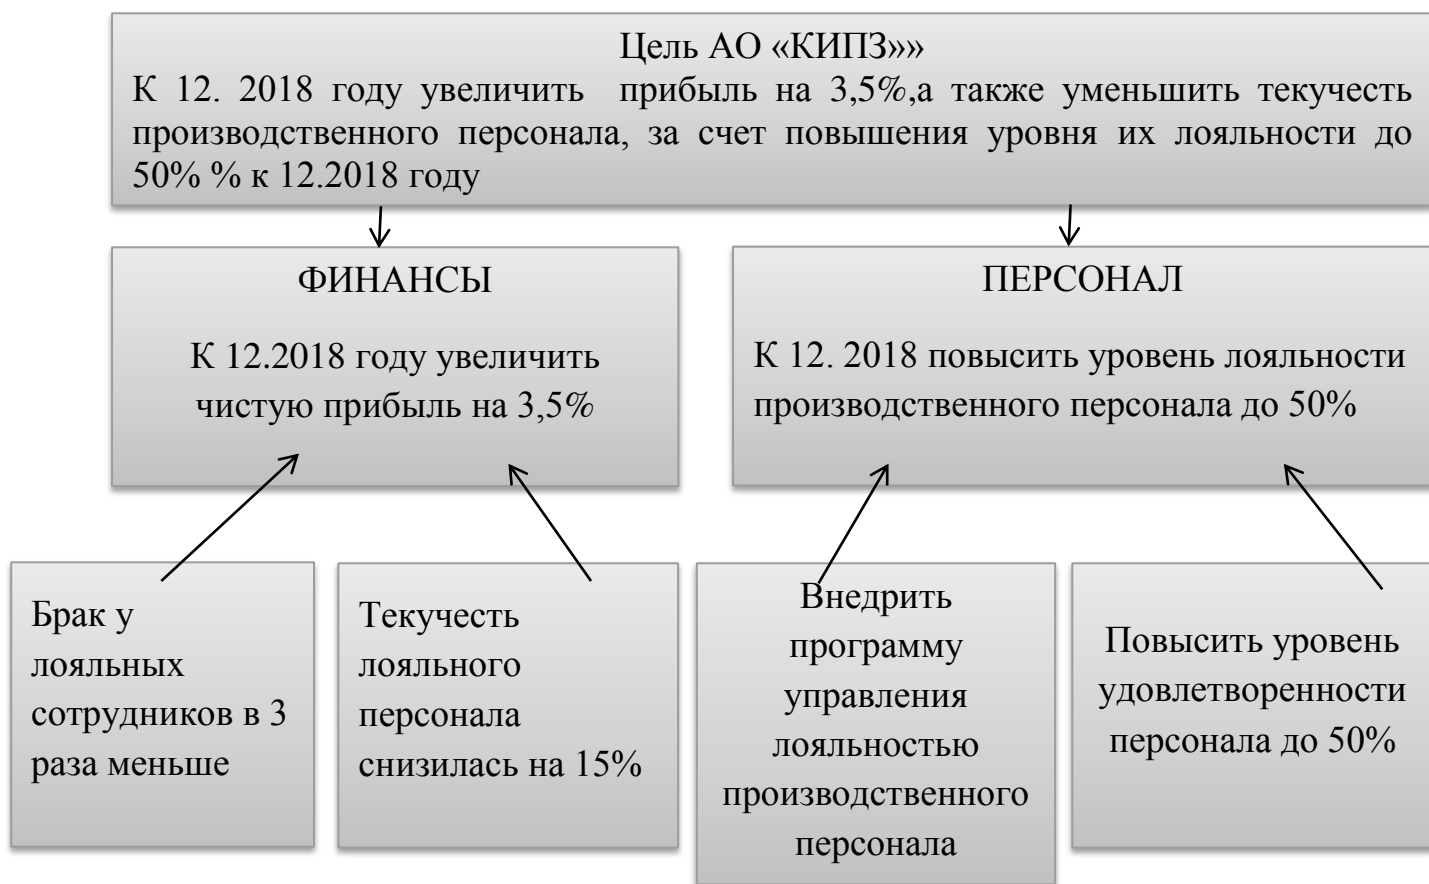 Цель АО «КИПЗ»»
К 12. 2018 году увеличить прибыль на 3,5%,а также уменьшить текучесть
производственного персонала, за счет повышения уровня их лояльности до
50% % к 12.2018 году
ФИНАНСЫ
К 12.2018 году увеличить
чистую прибыль на 3,5%
ПЕРСОНАЛ
К 12. 2018 повысить уровень лояльности
производственного персонала до 50%
Брак у
лояльных
сотрудников в 3
раза меньше
Текучесть
лояльного
персонала
снизилась на 15%
Внедрить
программу
управления
лояльностью
производственного
персонала
Повысить уровень
удовлетворенности
персонала до 50%